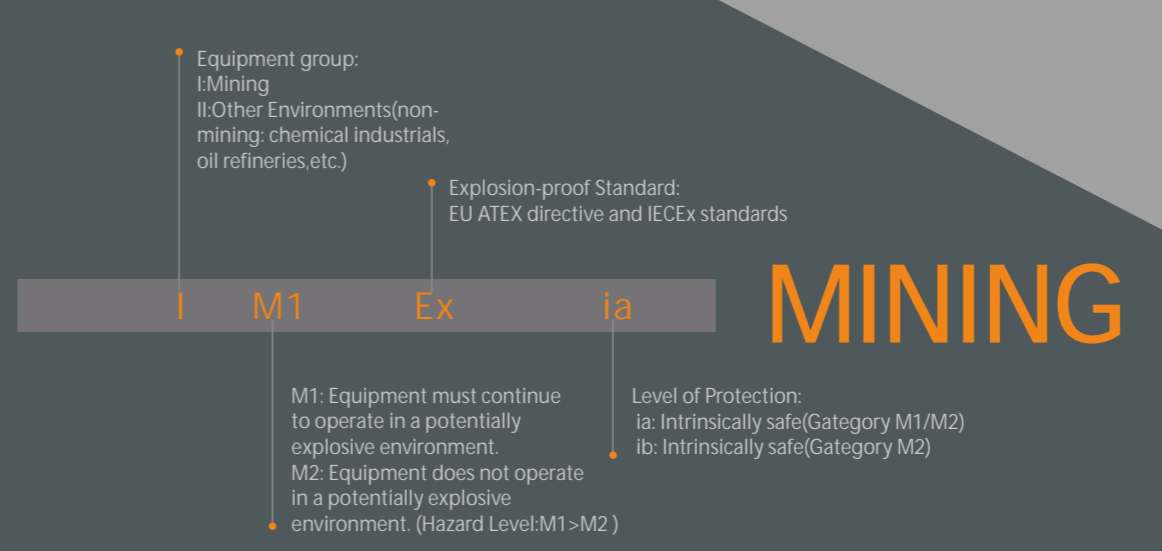 Equipment group:
I:Mining
II:Other Environments(non-
mining: chemical industrials,
oil refineries,etc.)
Explosion-proof Standard:
EU ATEX directive and IECEx standards
I M1 Ex ia
MINING
M1: Equipment must continue
to operate in a potentially
explosive environment.
M2: Equipment does not operate
in a potentially explosive
environment. (Hazard Level:M1>M2 )
Level of Protection:
ia: Intrinsically safe(Gategory M1/M2)
ib: Intrinsically safe(Gategory M2)